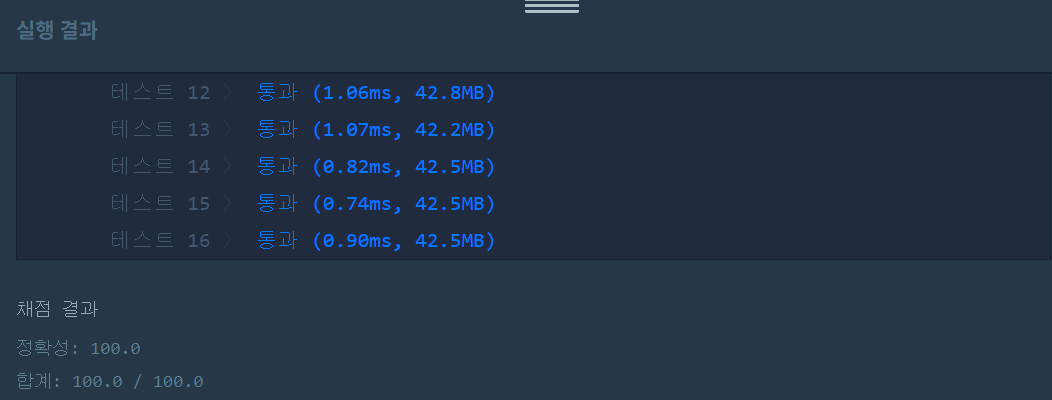 실행 결과
테스트 12 〉 통과 (1.06ms, 42.8MB)
테스트 13 〉 통과 (1.07ms, 42.2MB)
테스트 14 〉 통과 (0.82ms, 42.5MB)
테스트 15 〉 통과 (0.74ms, 42.5MB)
테스트 16 〉 통과 (0.90ms, 42.5MB)
채점 결과
정확성: 100.0
합계: 100.0 / 100.0